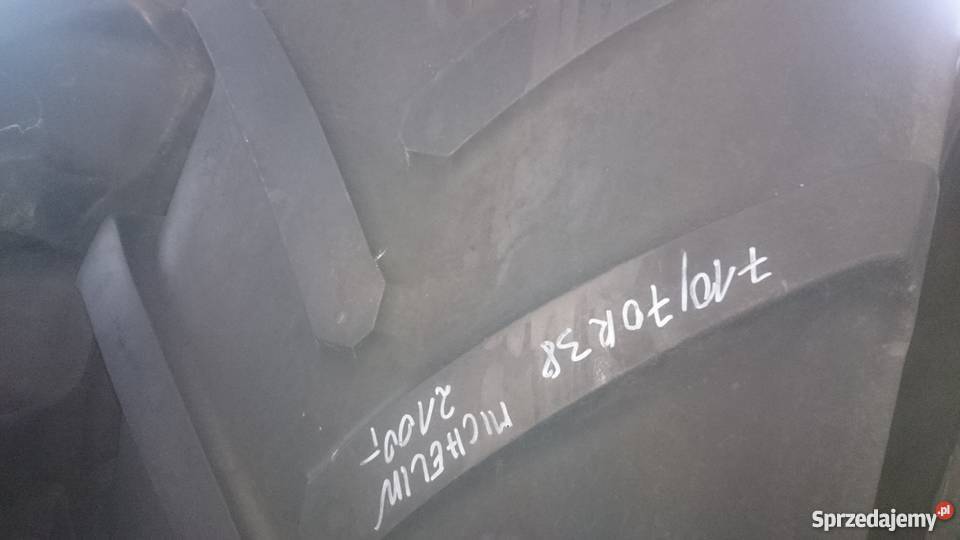 710/70R38
MICHELIN
2100,-
Sprzedajemy.pl